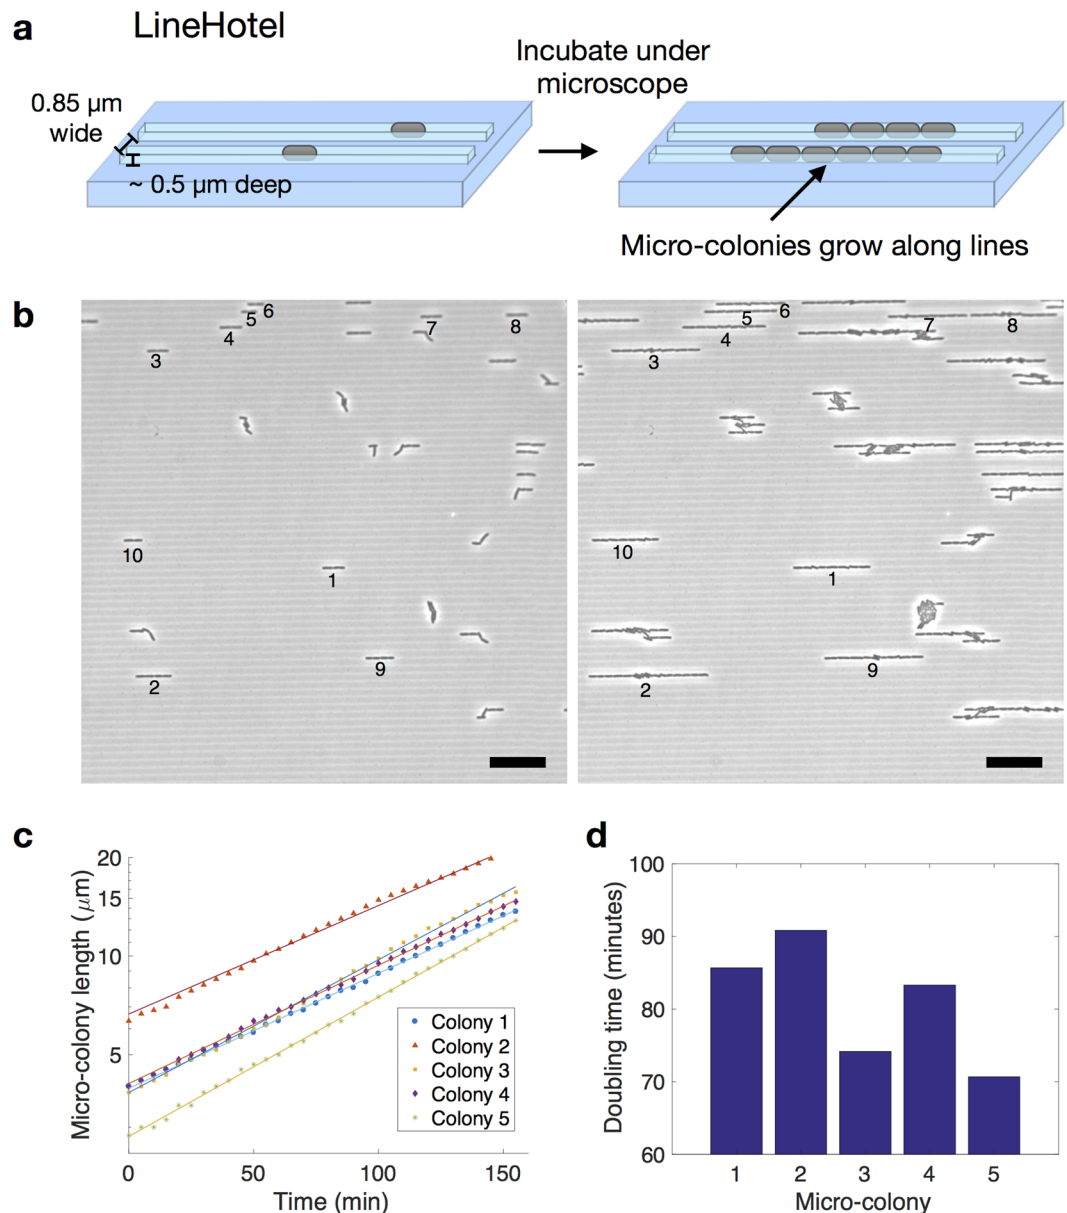 a
LineHotel
Incubate under
microscope
0.85 μm
wide
~ 0.5 μm deep
Micro-colonies grow along lines
b
5 6
4
3
7
8
10
1
9
2
5 6
4
3
7
8
10
1
9
2
c
Micro-colony length (μm)
20
15
10
5
0 50 100 150
Time (min)
Colony 1
Colony 2
Colony 3
Colony 4
Colony 5
d
Doubling time (minutes)
100
90
80
70
60
1 2 3 4 5
Micro-colony